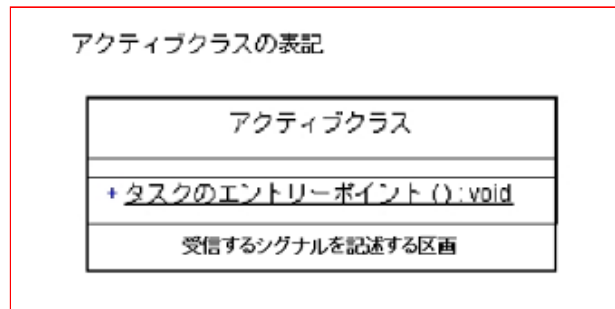 アクティブクラスの表記
アクティブクラス
+ タスクのエントリーポイント () : void
受信するシグナルを記述する区画